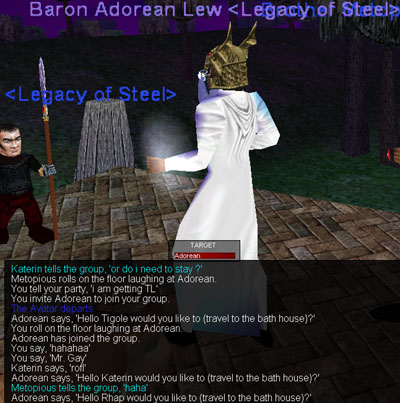 Baron Adorean Lew <Legacy of Steel>
<Legacy of Steel>
TARGET
Adorean
Katerin tells the group, 'or do i need to stay ?'
Metopious rolls on the floor laughing at Adorean.
You tell your party, 'i am getting TL'
You invite Adorean to join your group.
The Avatar departs
Adorean says, 'Hello Tigole would you like to (travel to the bath house)?'
You roll on the floor laughing at Adorean.
Adorean has joined the group.
You say, 'hahahaa'
You say, 'Mr. Gay'
Katerin says, 'rofl'
Adorean says, 'Hello Katerin would you like to (travel to the bath house)?'
Metopious tells the group, 'haha'
Adorean says, 'Hello Rhap would you like to (travel to the bath house)?'